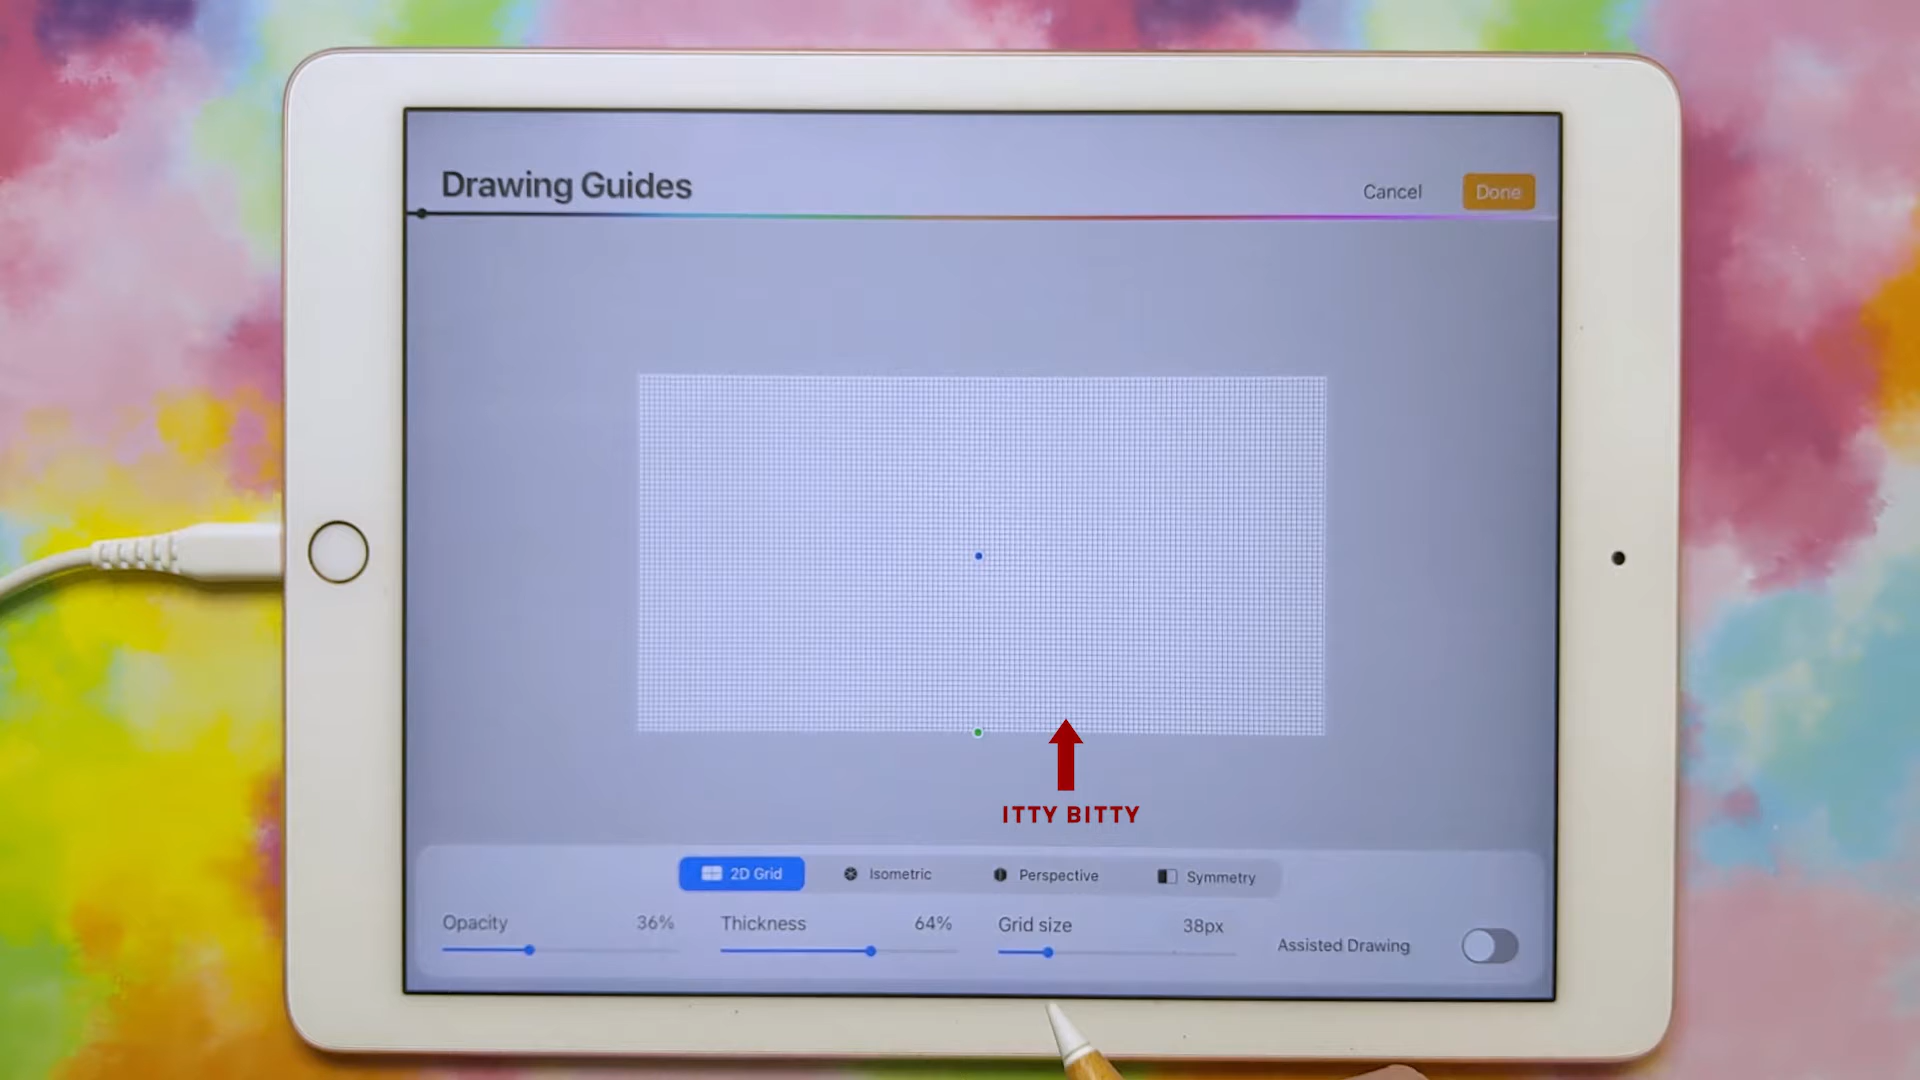 Drawing Guides
Cancel
Done
ITTY BITTY
2D Grid
Isometric
Perspective
Symmetry
Opacity 36%
Thickness 64%
Grid size 38px
Assisted Drawing